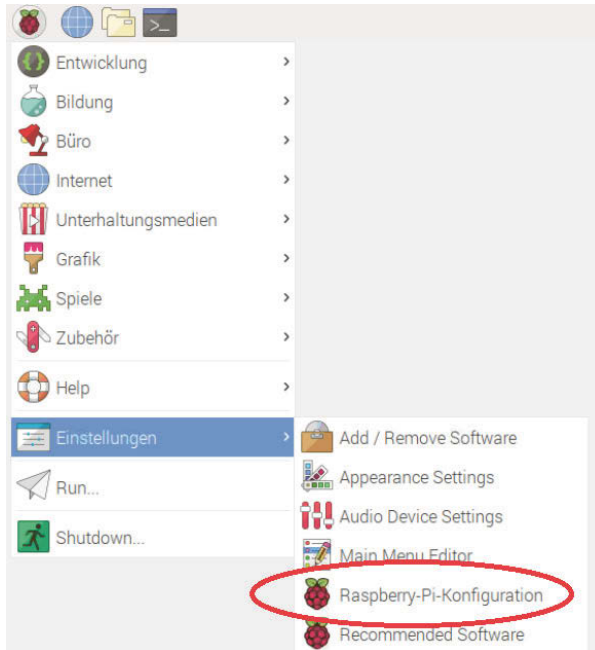 >_
Entwicklung
Bildung
Büro
Internet
Unterhaltungsmedien
Grafik
Spiele
Zubehör
Help
Einstellungen
Run...
Shutdown...
Add / Remove Software
Appearance Settings
Audio Device Settings
Main Menu Editor
Raspberry-Pi-Konfiguration
Recommended Software